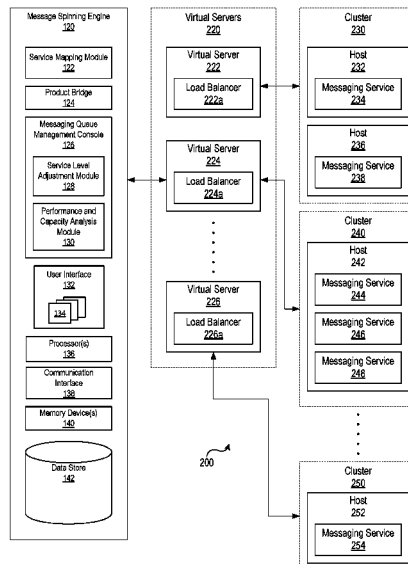 Message Spinning Engine
120
Service Mapping Module
122
Product Bridge
124
Messaging Queue
Management Console
126
Service Level
Adjustment Module
128
Performance and
Capacity Analysis
Module
130
User Interface
132
134
Processor(s)
136
Communication
Interface
138
Memory Device(s)
140
Data Store
142
Virtual Servers
220
Virtual Server
222
Load Balancer
222a
Virtual Server
224
Load Balancer
224a
Virtual Server
226
Load Balancer
226a
200
Cluster
230
Host
232
Messaging Service
234
Host
236
Messaging Service
238
Cluster
240
Host
242
Messaging Service
244
Messaging Service
246
Messaging Service
248
Cluster
250
Host
252
Messaging Service
254